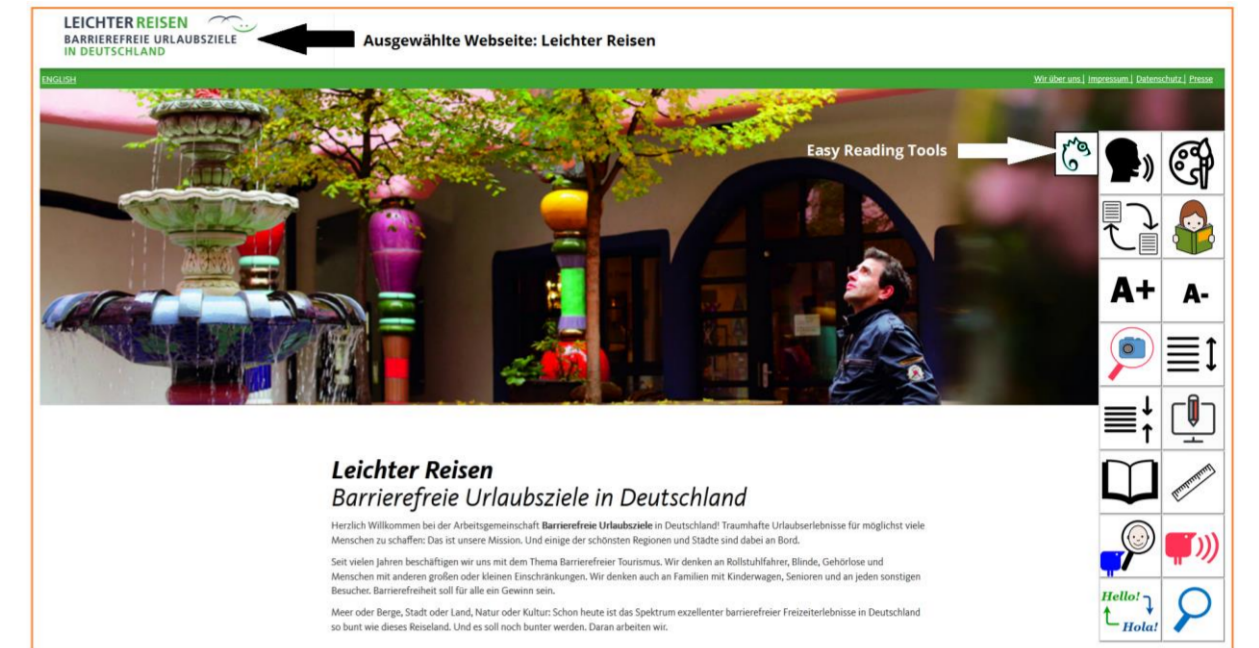 LEICHTER REISEN
BARRIEREFREIE URLAUBSZIELE
IN DEUTSCHLAND
Ausgewählte Webseite: Leichter Reisen
ENGLISH
Wir über uns | Impressum | Datenschutz | Presse
Easy Reading Tools
A+
A-
Hello!
Hola!
Leichter Reisen
Barrierefreie Urlaubsziele in Deutschland
Herzlich Willkommen bei der Arbeitsgemeinschaft Barrierefreie Urlaubsziele in Deutschland! Traumhafte Urlaubserlebnisse für möglichst viele
Menschen zu schaffen: Das ist unsere Mission. Und einige der schönsten Regionen und Städte sind dabei an Bord.
Seit vielen Jahren beschäftigen wir uns mit dem Thema Barrierefreier Tourismus. Wir denken an Rollstuhlfahrer, Blinde, Gehörlose und
Menschen mit anderen großen oder kleinen Einschränkungen. Wir denken auch an Familien mit Kinderwagen, Senioren und an jeden sonstigen
Besucher. Barrierefreiheit soll für alle ein Gewinn sein.
Meer oder Berge, Stadt oder Land, Natur oder Kultur: Schon heute ist das Spektrum exzellenter barrierefreier Freizeiterlebnisse in Deutschland
so bunt wie dieses Reiseland. Und es soll noch bunter werden. Daran arbeiten wir.